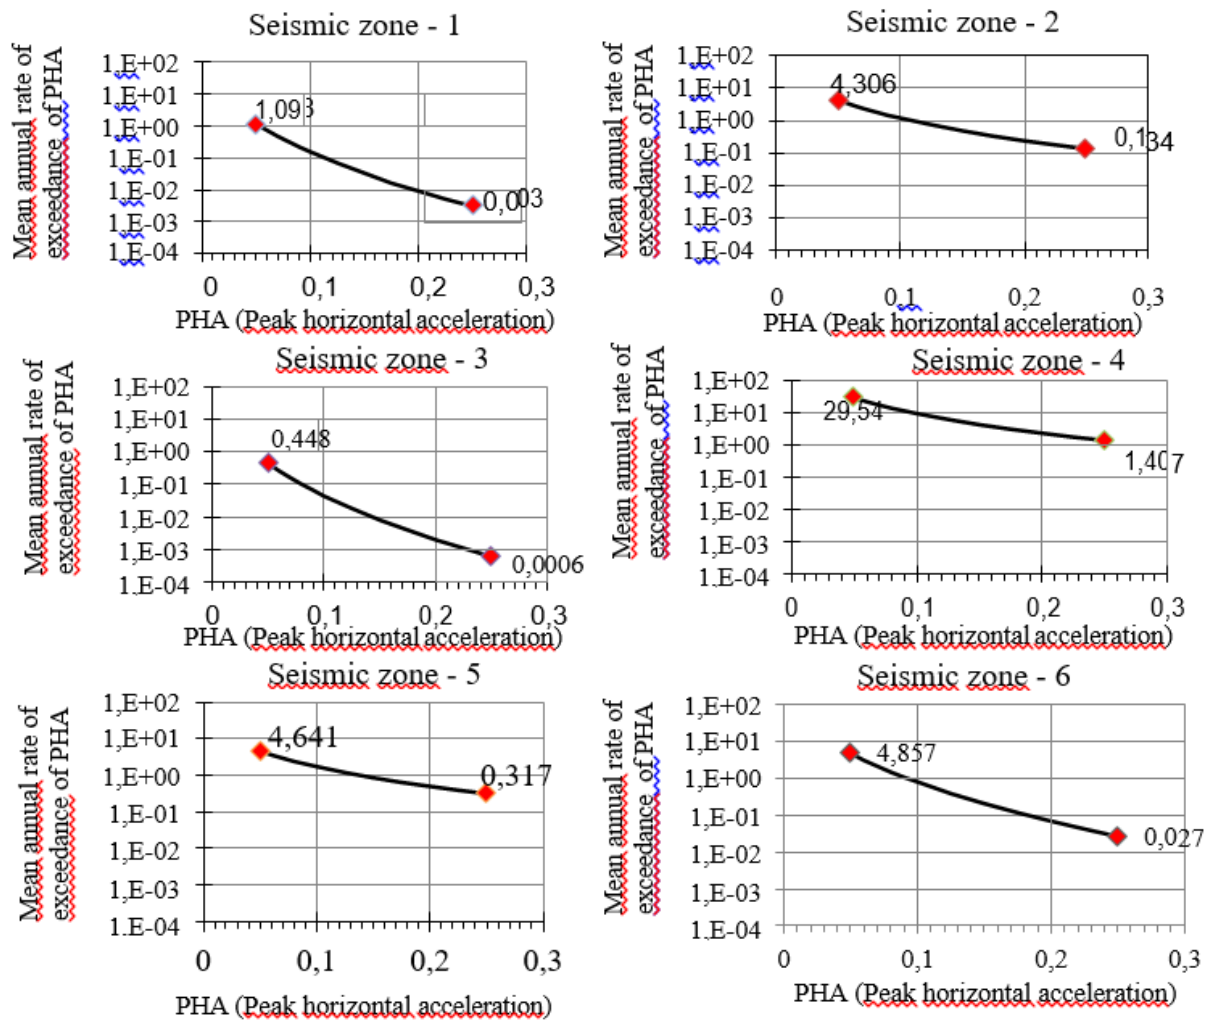 Seismic zone - 1
Mean annual rate of
exceedance of PHA
1,E+02
1,E+01
1,E+00
1,E-01
1,E-02
1,E-03
1,E-04
1,093
0,003
0
0,1
0,2
0,3
PHA (Peak horizontal acceleration)
Seismic zone - 2
Mean annual rate of
exceedance of PHA
1,E+02
1,E+01
1,E+00
1,E-01
1,E-02
1,E-03
1,E-04
4,306
0,134
0
0,1
0,2
0,3
PHA (Peak horizontal acceleration)
Seismic zone - 3
Mean annual rate of
exceedance of PHA
1,E+02
1,E+01
1,E+00
1,E-01
1,E-02
1,E-03
1,E-04
0,448
0,0006
0
0,1
0,2
0,3
PHA (Peak horizontal acceleration)
Seismic zone - 4
Mean annual rate of
exceedance of PHA
1,E+02
1,E+01
1,E+00
1,E-01
1,E-02
1,E-03
1,E-04
29,54
1,407
0
0,1
0,2
0,3
PHA (Peak horizontal acceleration)
Seismic zone - 5
Mean annual rate of
exceedance of PHA
1,E+02
1,E+01
1,E+00
1,E-01
1,E-02
1,E-03
1,E-04
4,641
0,317
0
0,1
0,2
0,3
PHA (Peak horizontal acceleration)
Seismic zone - 6
Mean annual rate of
exceedance of PHA
1,E+02
1,E+01
1,E+00
1,E-01
1,E-02
1,E-03
1,E-04
4,857
0,027
0
0,1
0,2
0,3
PHA (Peak horizontal acceleration)